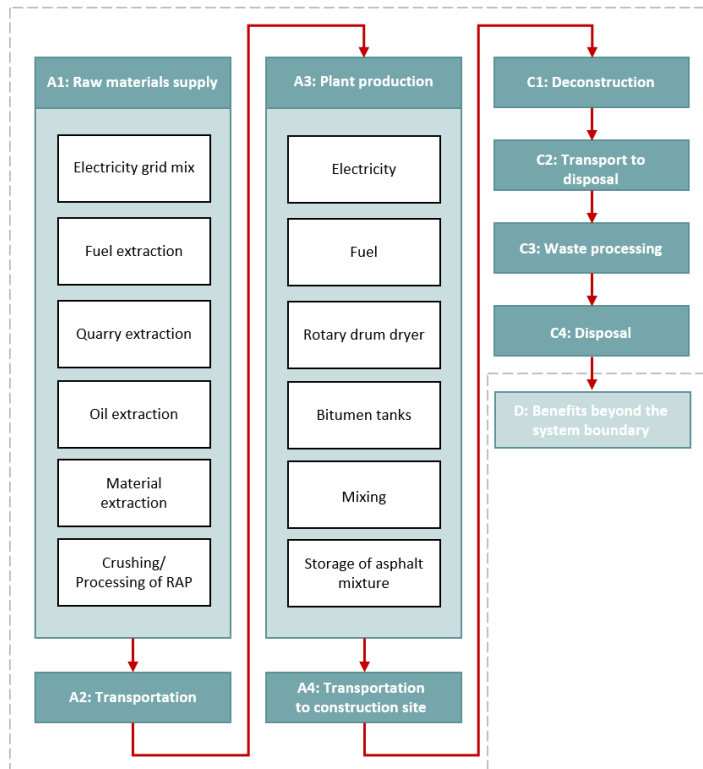 A1: Raw materials supply
Electricity grid mix
Fuel extraction
Quarry extraction
Oil extraction
Material
extraction
Crushing/
Processing of RAP
A2: Transportation
A3: Plant production
Electricity
Fuel
Rotary drum dryer
Bitumen tanks
Mixing
Storage of asphalt
mixture
A4: Transportation
to construction site
C1: Deconstruction
C2: Transport to
disposal
C3: Waste processing
C4: Disposal
D: Benefits beyond the
system boundary